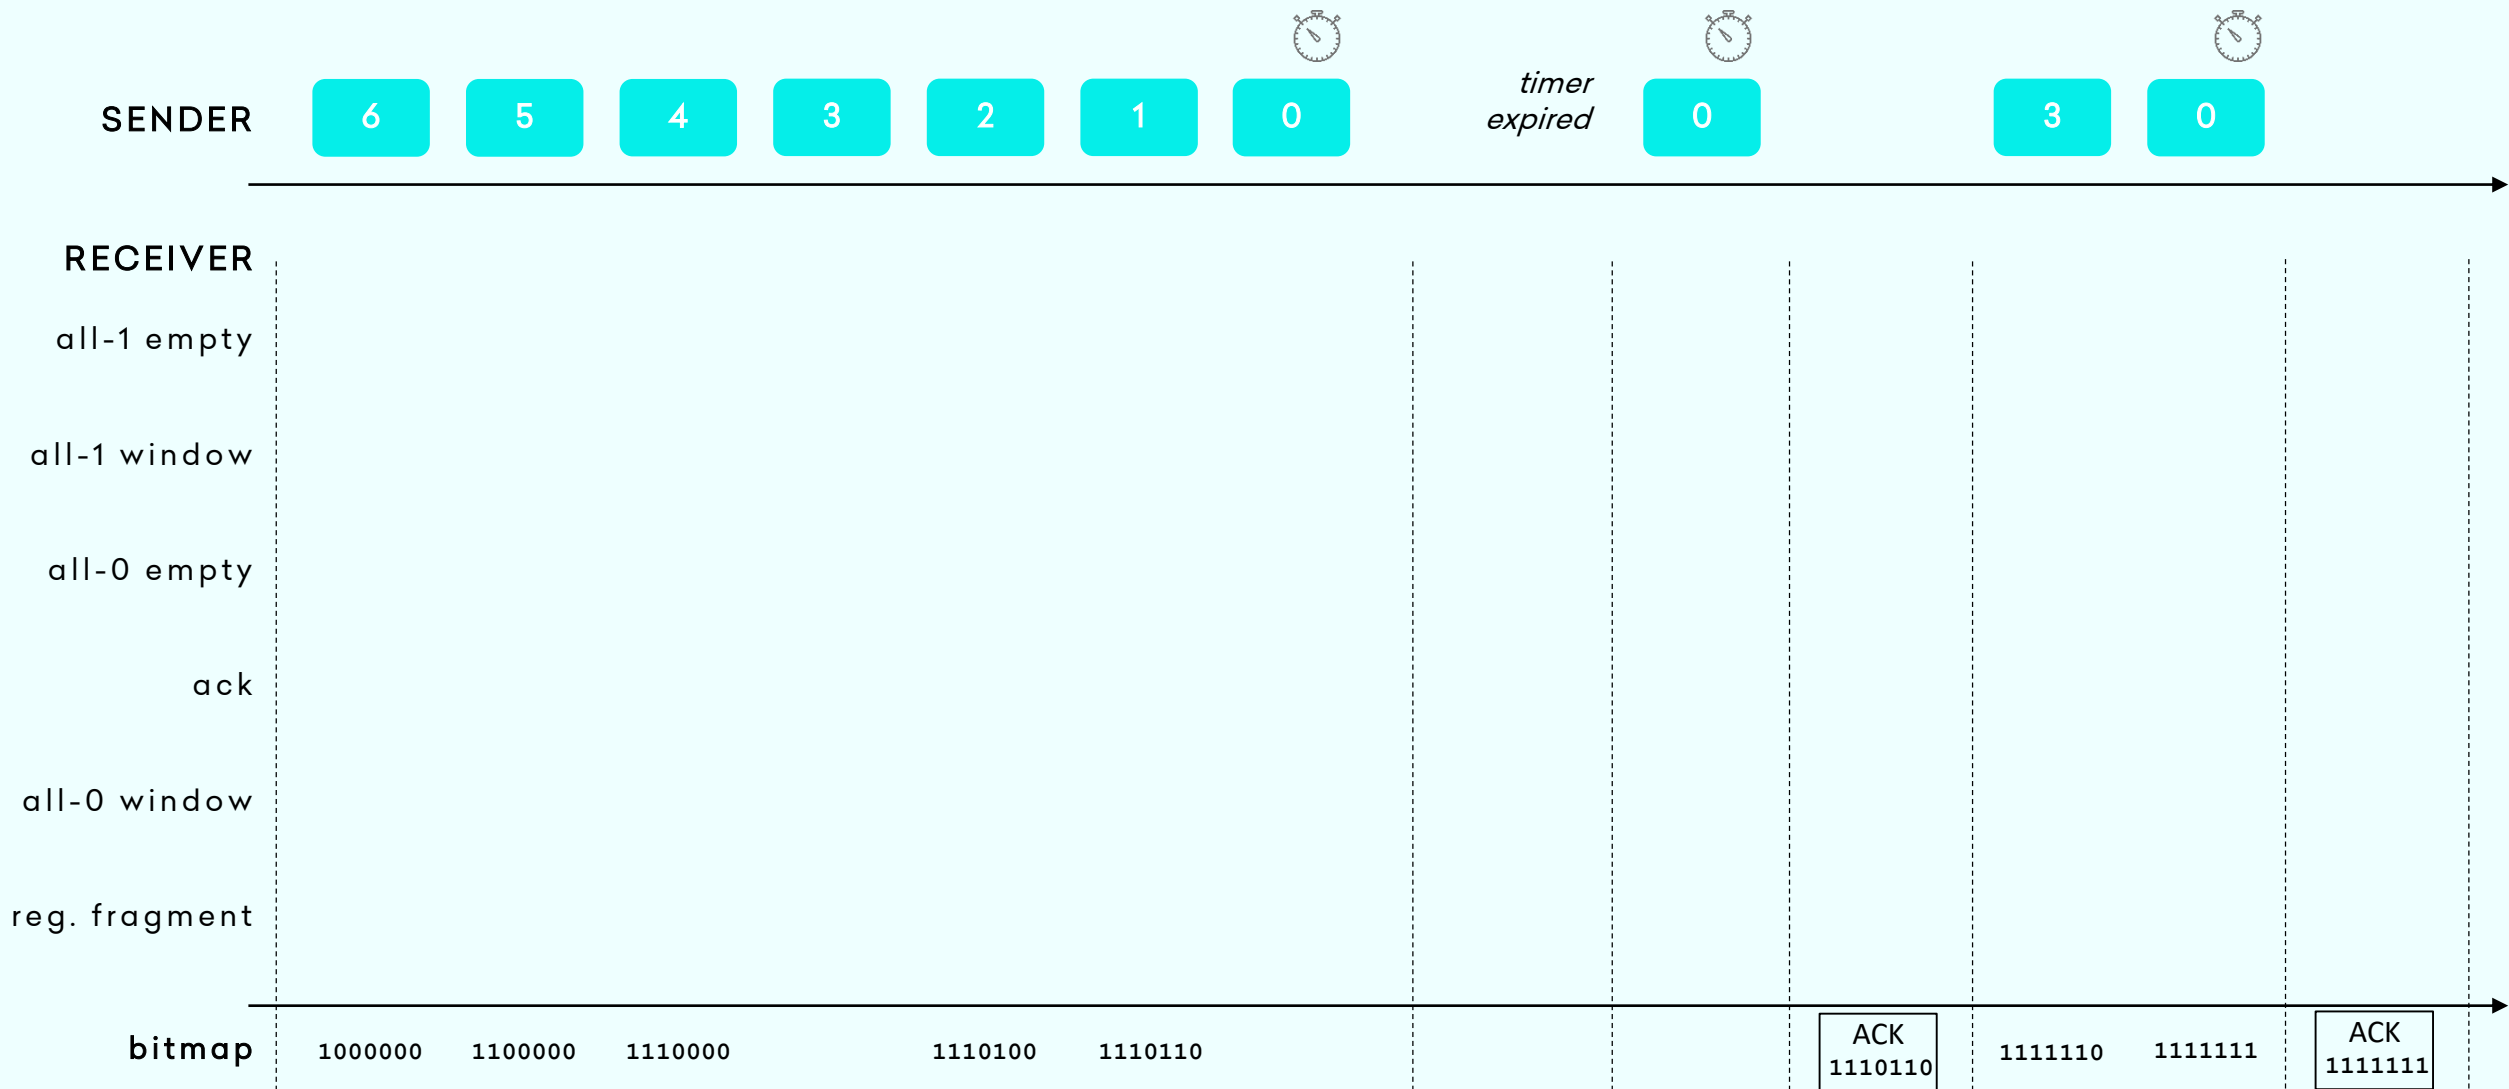 SENDER 6 5 4 3 2 1 0 timer expired 0 3 0
RECEIVER
all-1 empty
all-1 window
all-0 empty
ack
all-0 window
reg. fragment
bitmap 1000000 1100000 1110000 1110100 1110110 ACK 1110110 1111110 1111111 ACK 1111111